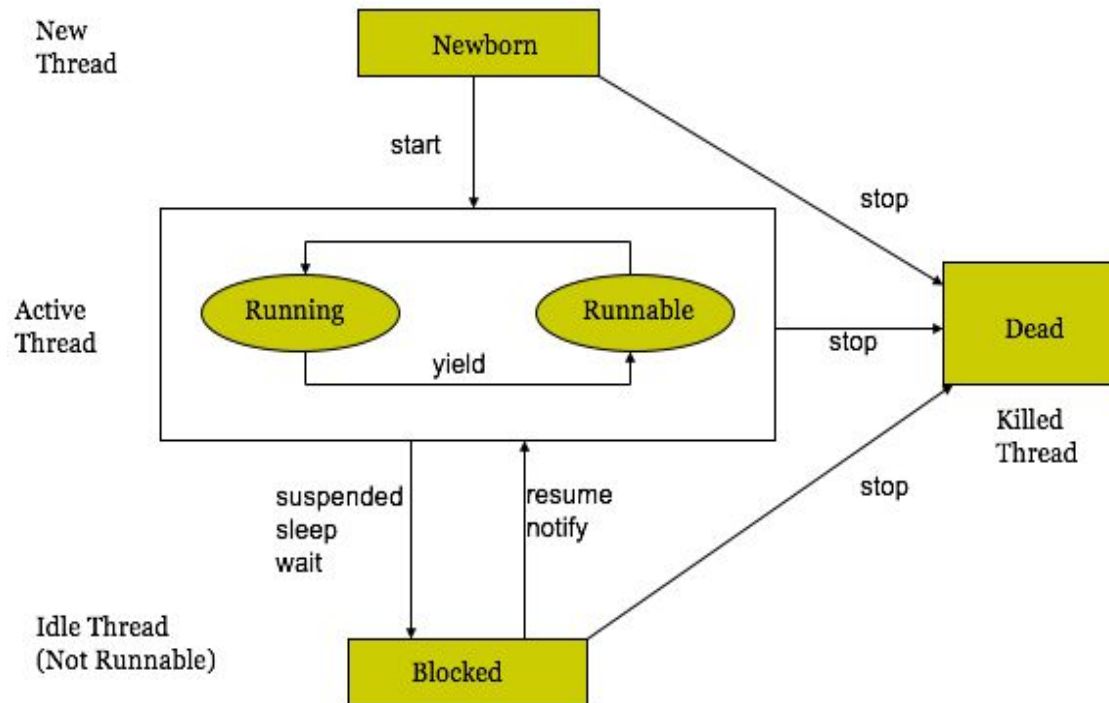 New
Thread
Newborn
start
stop
Active
Thread
Running
Runnable
yield
stop
Dead
Killed
Thread
suspended
sleep
wait
resume
notify
stop
Idle Thread
(Not Runnable)
Blocked